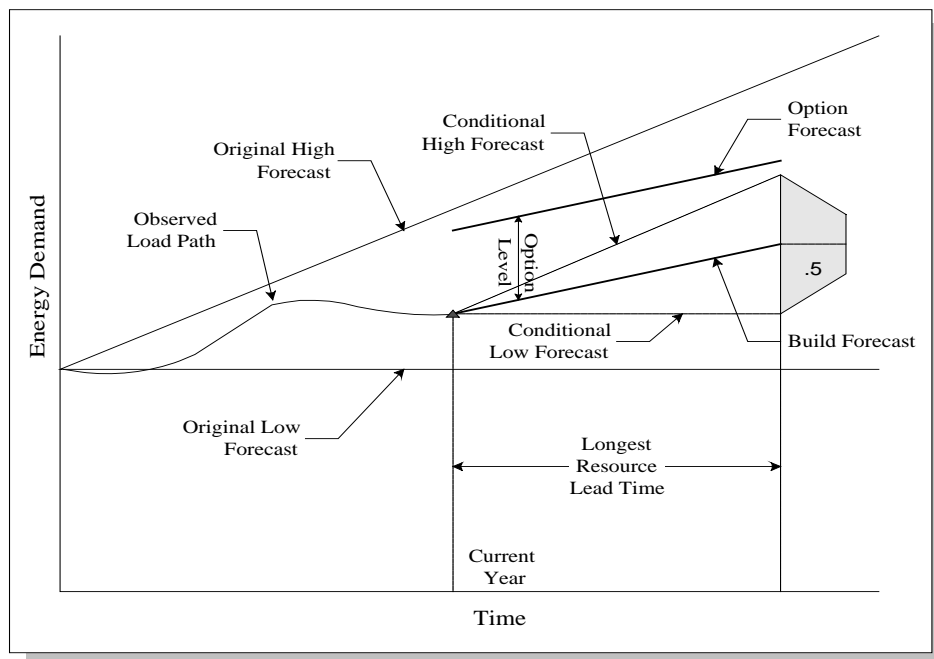 Option
Forecast
Conditional
High Forecast
Original High
Forecast
Observed
Load Path
Energy Demand
Option
Level
.5
Conditional
Low Forecast
Build Forecast
Original Low
Forecast
Longest
Resource
Lead Time
Current
Year
Time